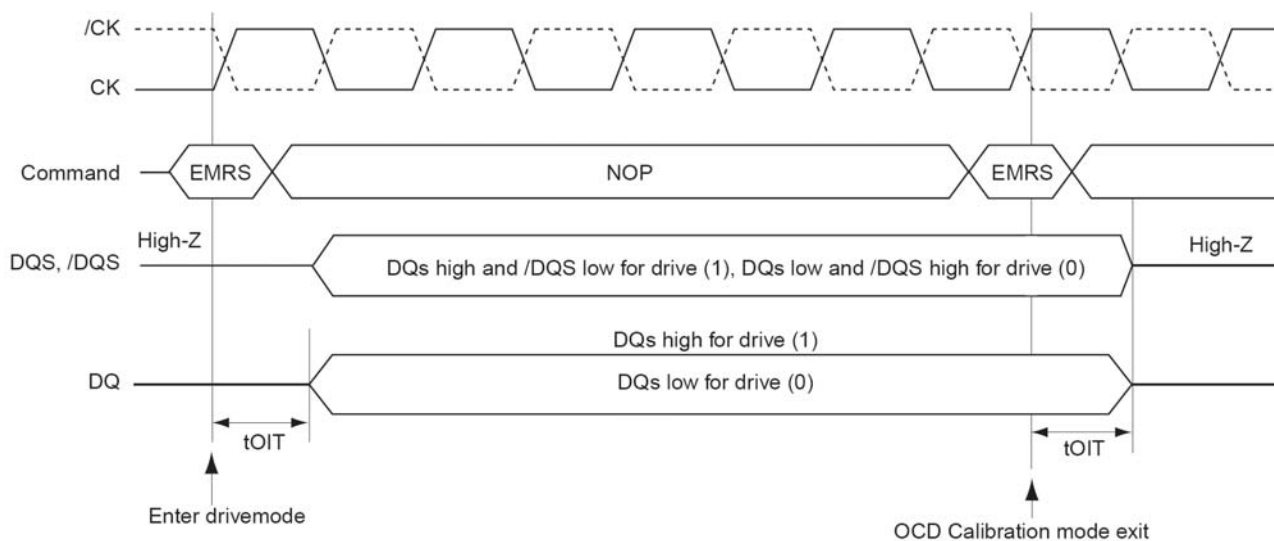 /CK
CK
Command
EMRS
NOP
EMRS
High-Z
High-Z
DQS, /DQS
DQs high and /DQS low for drive (1), DQs low and /DQS high for drive (0)
DQs high for drive (1)
DQ
DQs low for drive (0)
tOIT
tOIT
Enter drivemode
OCD Calibration mode exit